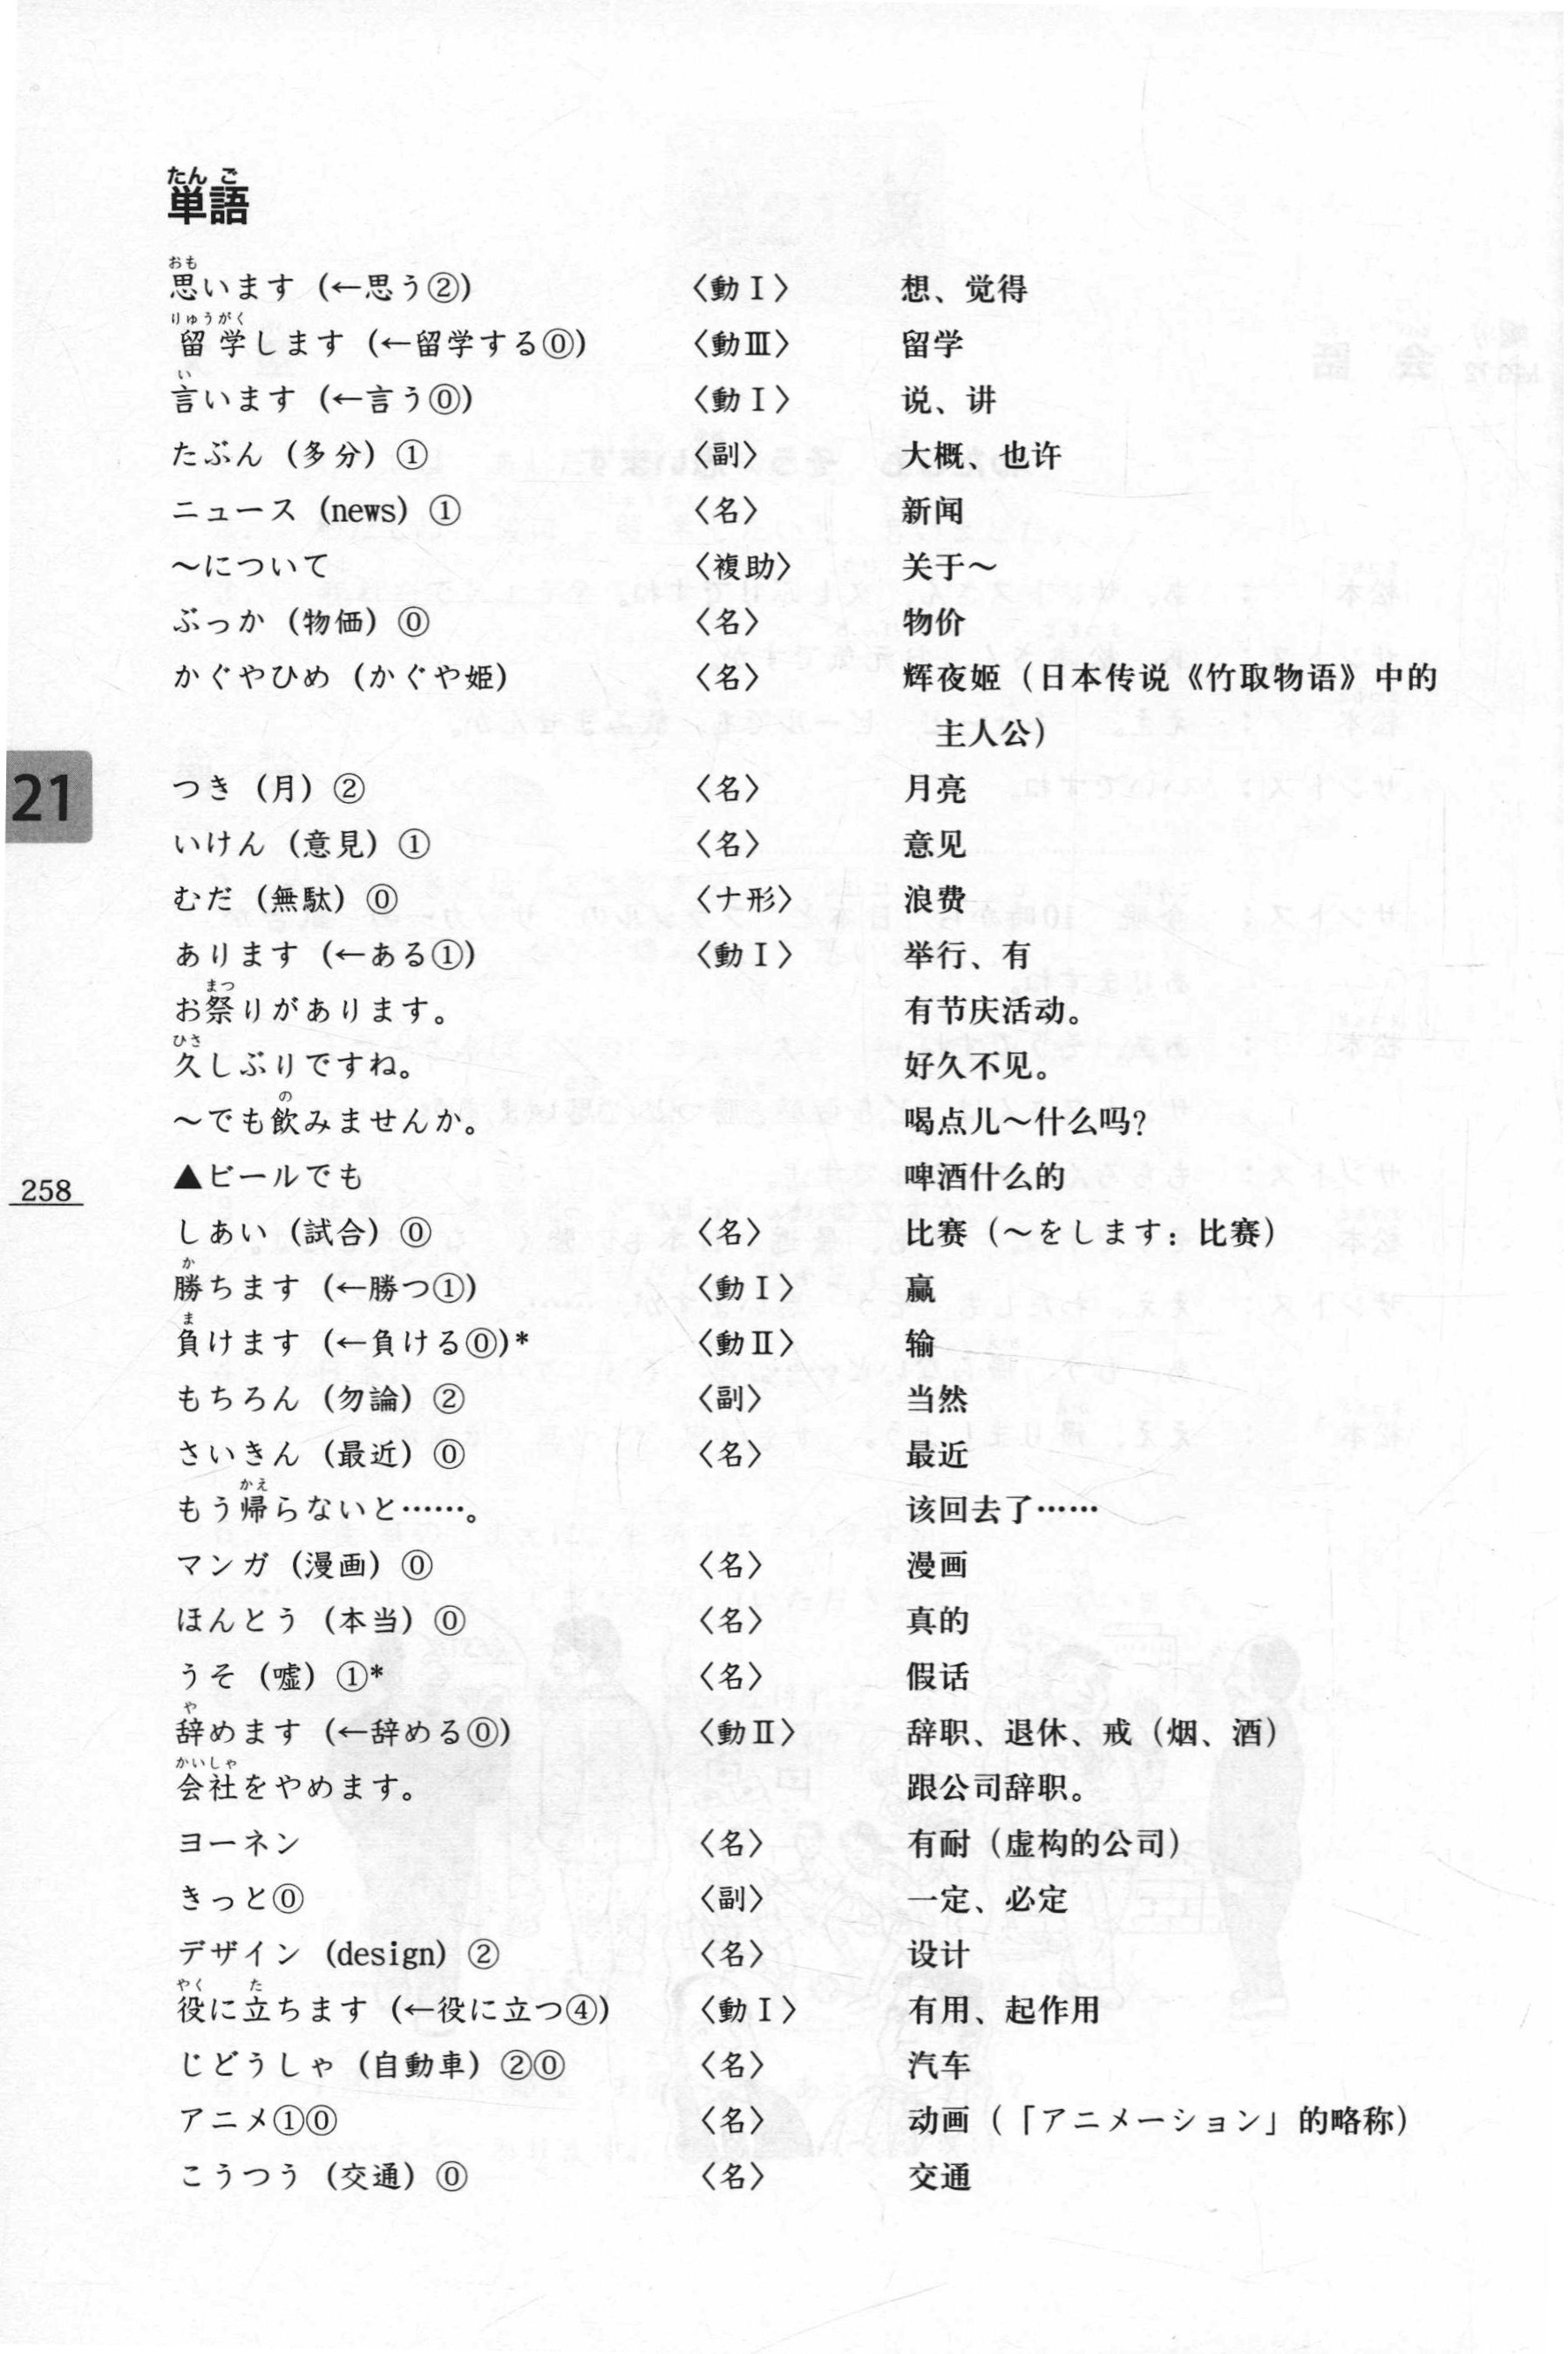 たんご
単語
おも
思います（←思う②） 〈動Ⅰ〉 想、觉得
りゅうがく
留学します（←留学する⓪） 〈動Ⅲ〉 留学
い
言います（←言う⓪） 〈動Ⅰ〉 说、讲
たぶん（多分）① 〈副〉 大概、也许
ニュース（news）① 〈名〉 新闻
～について 〈複助〉 关于～
ぶっか（物価）⓪ 〈名〉 物价
かぐやひめ（かぐや姫） 〈名〉 辉夜姬（日本传说《竹取物语》中的
主人公）
つき（月）② 〈名〉 月亮
21
いけん（意見）① 〈名〉 意见
むだ（無駄）⓪ 〈ナ形〉 浪费
あります（←ある①） 〈動Ⅰ〉 举行、有
まつ
お祭りがあります。 有节庆活动。
ひさ
久しぶりですね。 好久不见。
の
～でも飲みませんか。 喝点儿～什么吗？
▲ビールでも 啤酒什么的
258
しあい（試合）⓪ 〈名〉 比赛（～をします：比赛）
か
勝ちます（←勝つ①） 〈動Ⅰ〉 赢
ま
負けます（←負ける⓪）* 〈動Ⅱ〉 输
もちろん（勿論）② 〈副〉 当然
さいきん（最近）⓪ 〈名〉 最近
かえ
もう帰らないと……。 该回去了……
マンガ（漫画）⓪ 〈名〉 漫画
ほんとう（本当）⓪ 〈名〉 真的
うそ（嘘）①* 〈名〉 假话
や
辞めます（←辞める⓪） 〈動Ⅱ〉 辞职、退休、戒（烟、酒）
かいしゃ
会社をやめます。 跟公司辞职。
ヨーネン 〈名〉 有耐（虚构的公司）
きっと⓪ 〈副〉 一定、必定
デザイン（design）② 〈名〉 设计
やく た
役に立ちます（←役に立つ④） 〈動Ⅰ〉 有用、起作用
じどうしゃ（自動車）②⓪ 〈名〉 汽车
アニメ①⓪ 〈名〉 动画（「アニメーション」的略称）
こうつう（交通）⓪ 〈名〉 交通